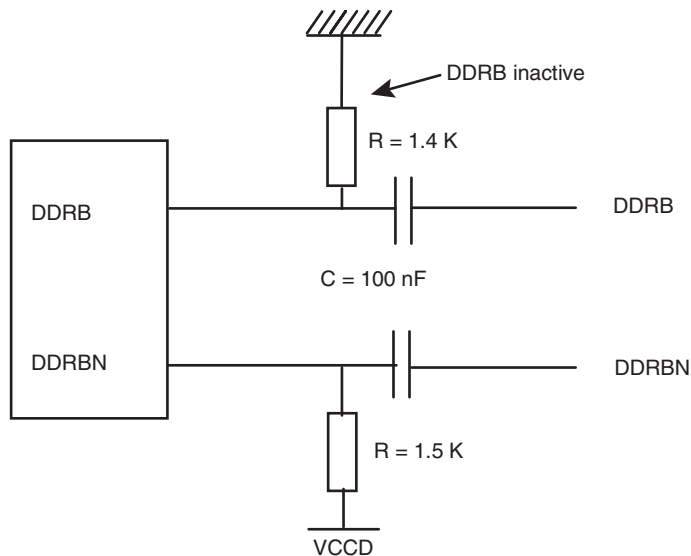 DDRB inactive
R = 1.4 K
DDRB
DDRB
C = 100 nF
DDRBN
DDRBN
R = 1.5 K
VCCD